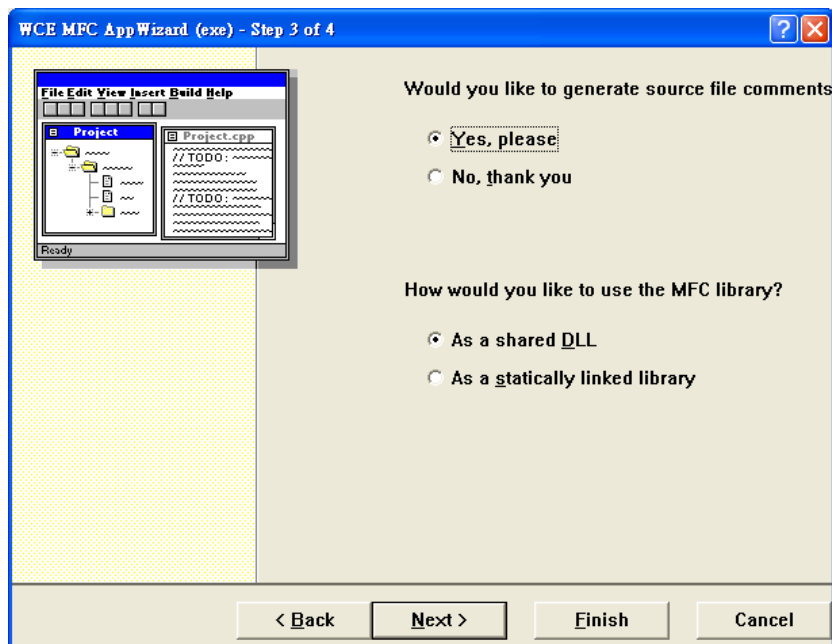 WCE MFC AppWizard (exe) - Step 3 of 4
File Edit View Insert Build Help
Project
Project.cpp
// TODO:
// TODO:
Ready
Would you like to generate source file comments
Yes, please
No, thank you
How would you like to use the MFC library?
As a shared DLL
As a statically linked library
< Back
Next >
Finish
Cancel